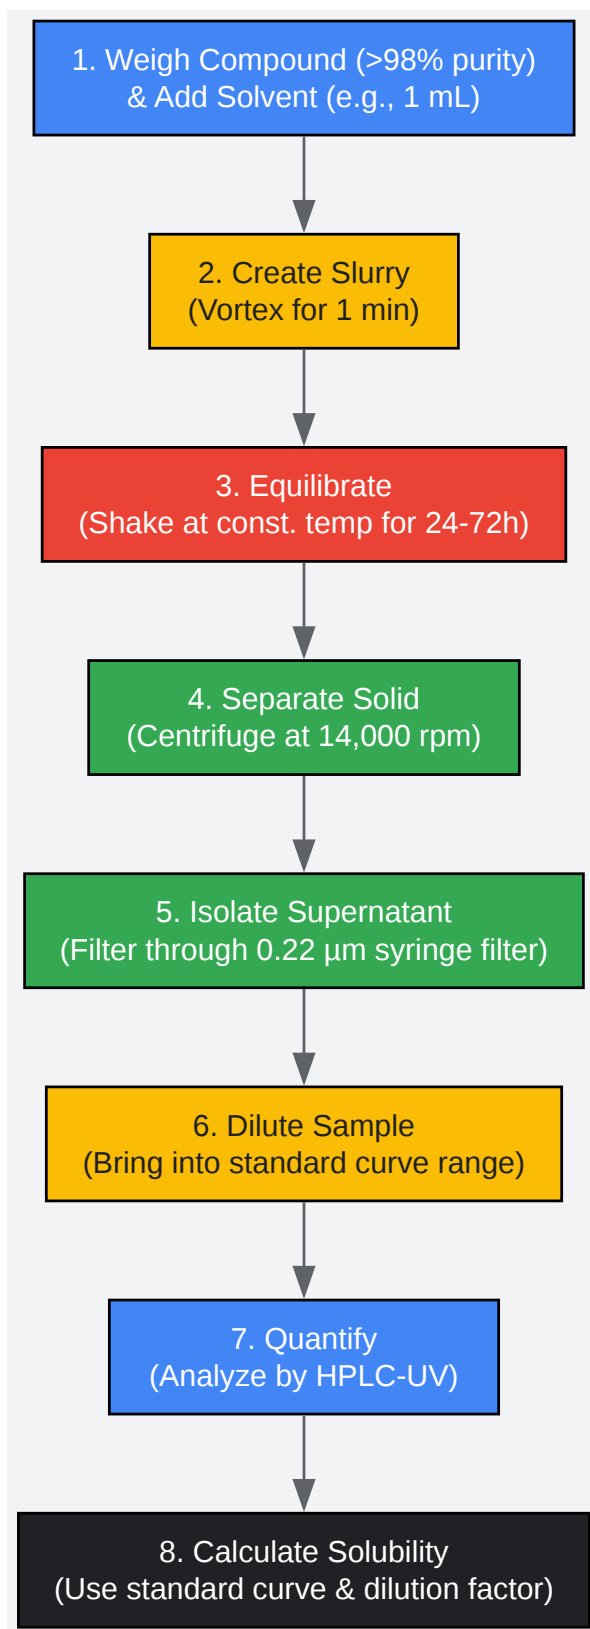 1. Weigh Compound (>98% purity)
& Add Solvent (e.g., 1 mL)
2. Create Slurry
(Vortex for 1 min)
3. Equilibrate
(Shake at const. temp for 24-72h)
4. Separate Solid
(Centrifuge at 14,000 rpm)
5. Isolate Supernatant
(Filter through 0.22 µm syringe filter)
6. Dilute Sample
(Bring into standard curve range)
7. Quantify
(Analyze by HPLC-UV)
8. Calculate Solubility
(Use standard curve & dilution factor)